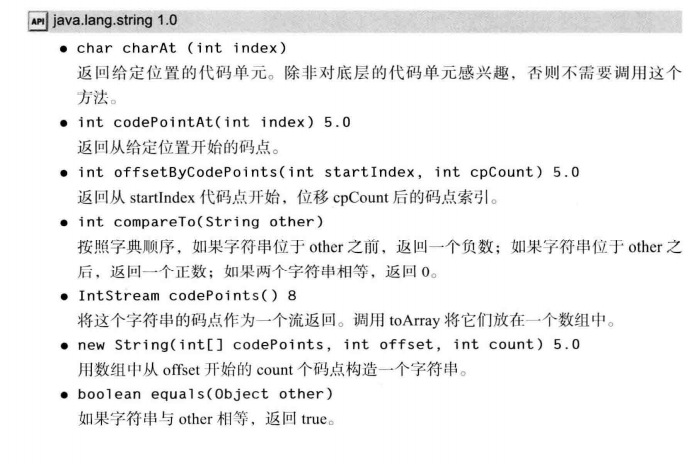 API java.lang.string 1.0
● char charAt (int index)
返回给定位置的代码单元。除非对底层的代码单元感兴趣，否则不需要调用这个
方法。
● int codePointAt(int index) 5.0
返回从给定位置开始的码点。
● int offsetByCodePoints(int startIndex, int cpCount) 5.0
返回从 startIndex 代码点开始，位移 cpCount 后的码点索引。
● int compareTo(String other)
按照字典顺序，如果字符串位于 other 之前，返回一个负数；如果字符串位于 other 之
后，返回一个正数；如果两个字符串相等，返回 0。
● IntStream codePoints() 8
将这个字符串的码点作为一个流返回。调用 toArray 将它们放在一个数组中。
● new String(int[] codePoints, int offset, int count) 5.0
用数组中从 offset 开始的 count 个码点构造一个字符串。
● boolean equals(Object other)
如果字符串与 other 相等，返回 true。